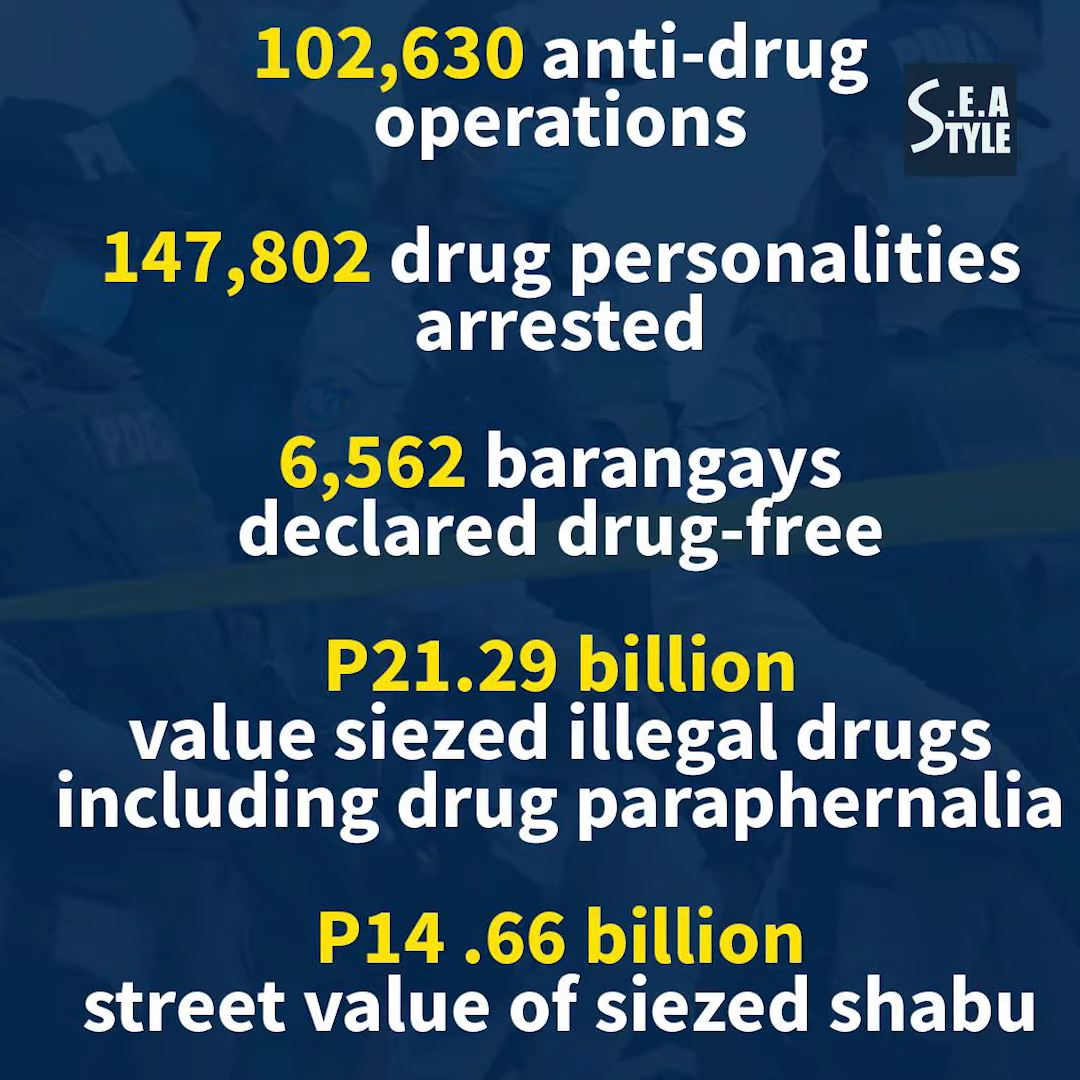 102,630 anti-drug
operations
S.E.A
STYLE
147,802 drug personalities
arrested
6,562 barangays
declared drug-free
P21.29 billion
value siezed illegal drugs
including drug paraphernalia
P14 .66 billion
street value of siezed shabu